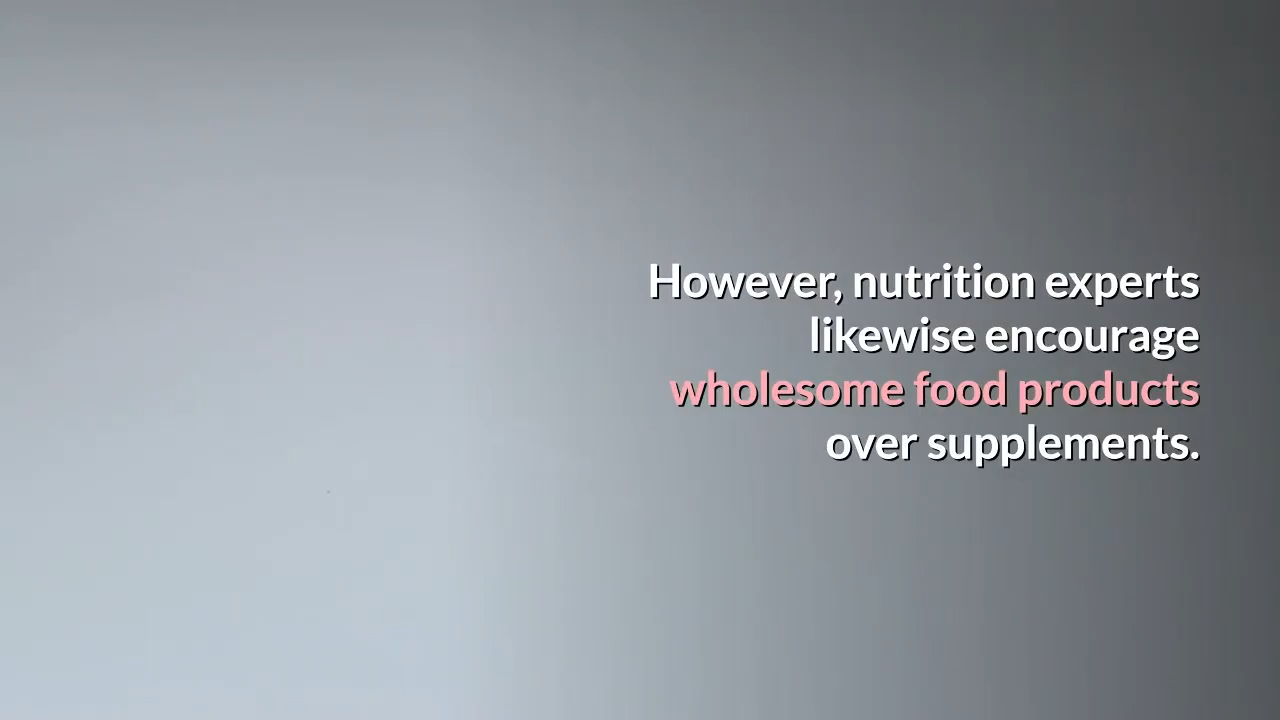 However, nutrition experts
likewise encourage
wholesome food products
over supplements.